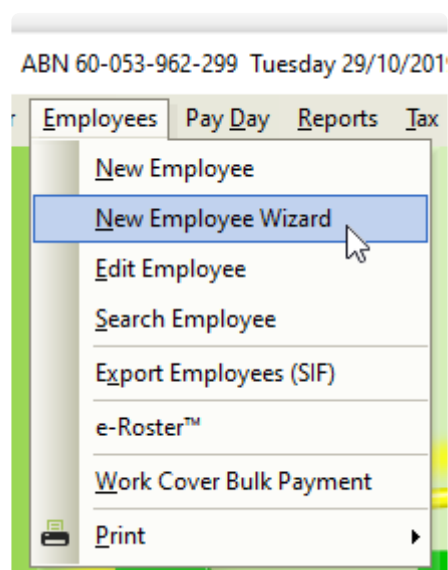 ABN 60-053-962-299 Tuesday 29/10/201
Employees Pay Day Reports Tax
New Employee
New Employee Wizard
Edit Employee
Search Employee
Export Employees (SIF)
e-Roster™
Work Cover Bulk Payment
Print